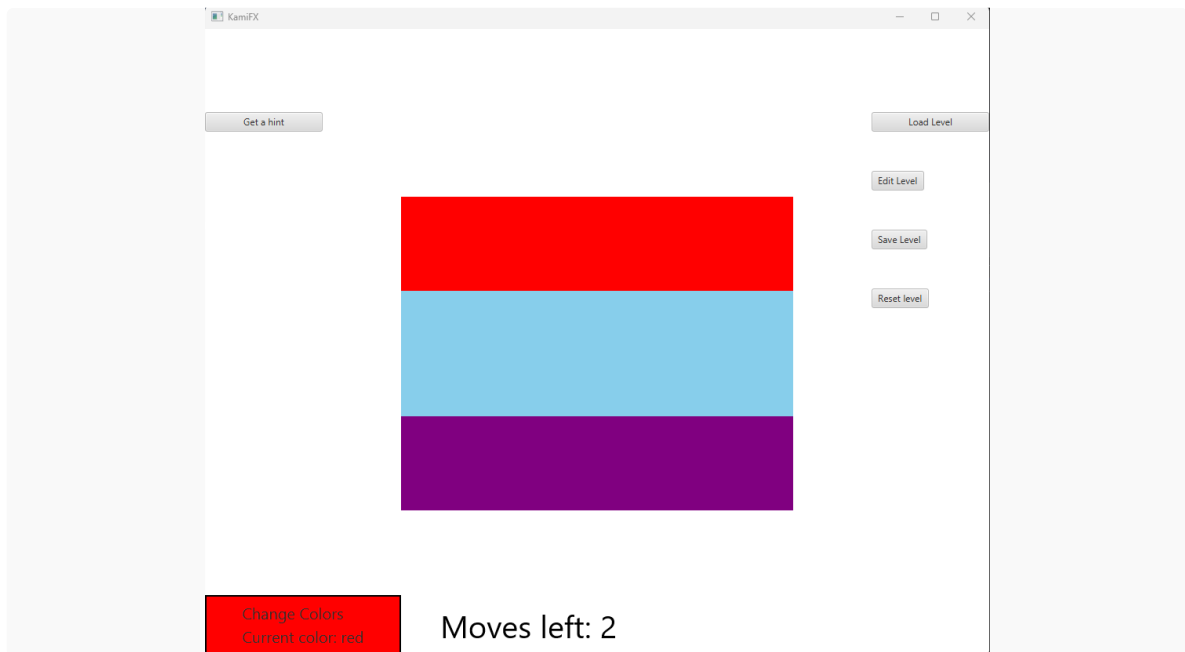 KamiFX
Get a hint
Load Level
Edit Level
Save Level
Reset level
Change Colors
Current color: red
Moves left: 2